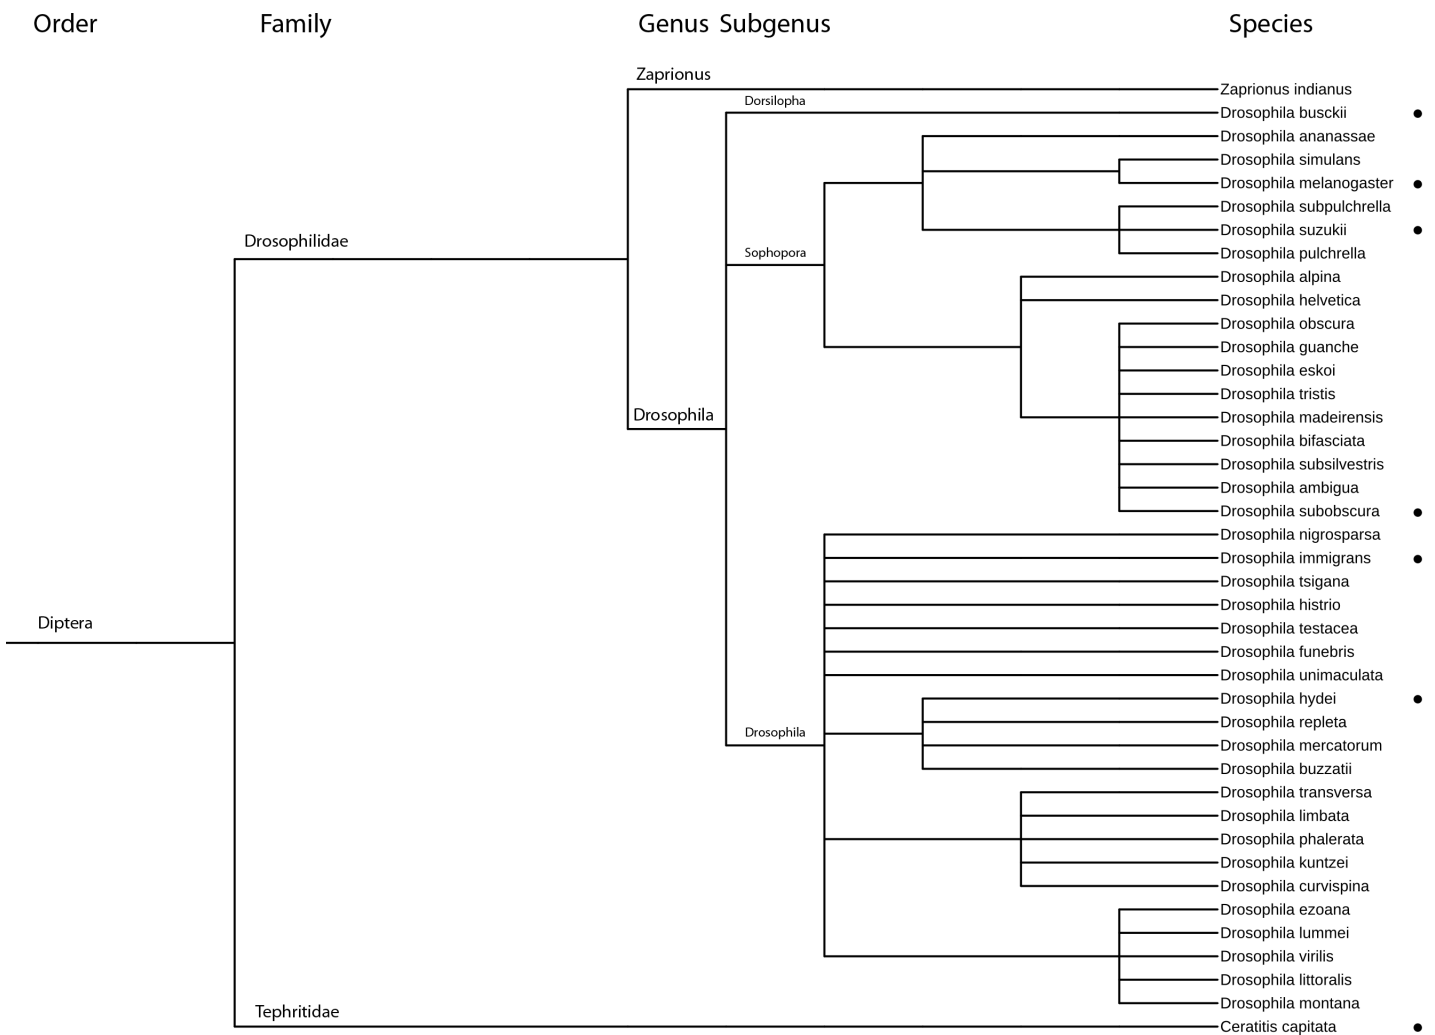 Order Family Genus Subgenus Species
Zaprionus
Zaprionus indianus
Dorsilopha
Drosophila busckii
Drosophila ananassae
Drosophila simulans
Drosophila melanogaster
Drosophila subpulchrella
Drosophilidae
Drosophila suzukii
Sophopora
Drosophila pulchrella
Drosophila alpina
Drosophila helvetica
Drosophila obscura
Drosophila guanche
Drosophila eskoi
Drosophila tristis
Drosophila
Drosophila madeirensis
Drosophila bifasciata
Drosophila subsilvestris
Drosophila ambigua
Drosophila subobscura
Drosophila nigrosparsa
Drosophila immigrans
Drosophila tsigana
Drosophila histrio
Diptera
Drosophila testacea
Drosophila funebris
Drosophila unimaculata
Drosophila hydei
Drosophila repleta
Drosophila
Drosophila mercatorum
Drosophila buzzatii
Drosophila transversa
Drosophila limbata
Drosophila phalerata
Drosophila kuntzei
Drosophila curvispina
Drosophila ezoana
Drosophila lummei
Drosophila virilis
Drosophila littoralis
Drosophila montana
Tephritidae
Ceratitis capitata